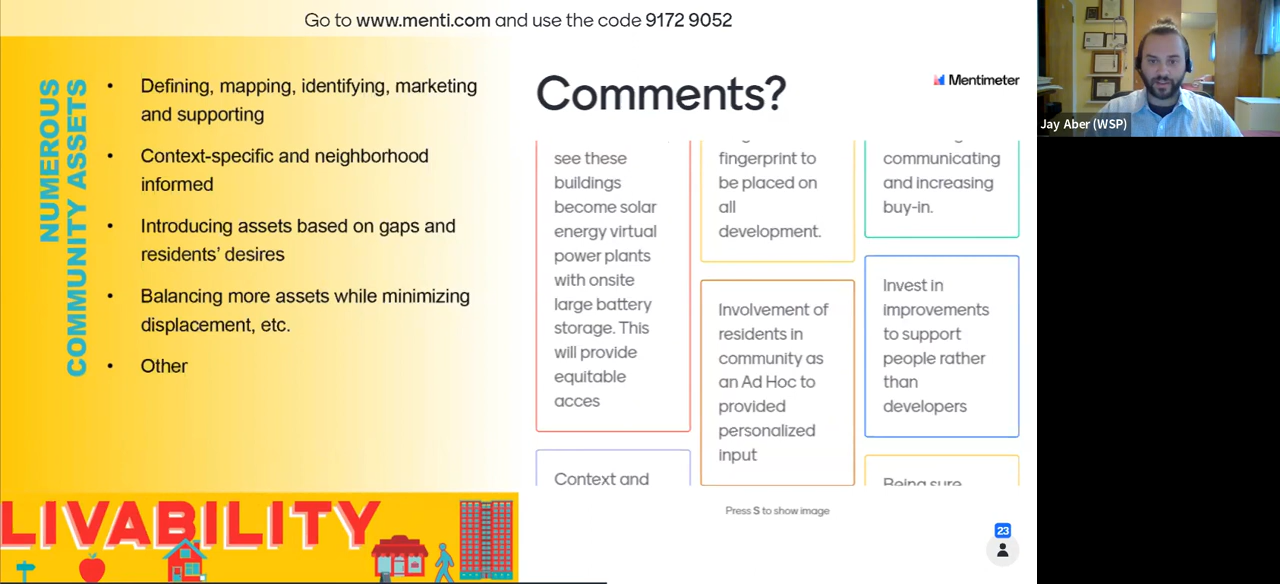 Go to www.menti.com and use the code 9172 9052
NUMEROUS
COMMUNITY ASSETS
• Defining, mapping, identifying, marketing
and supporting
• Context-specific and neighborhood
informed
• Introducing assets based on gaps and
residents' desires
• Balancing more assets while minimizing
displacement, etc.
• Other
LIVABILITY
Comments?
Mentimeter
see these
buildings
become solar
energy virtual
power plants
with onsite
large battery
storage. This
will provide
equitable
acces
Context and
fingerprint to
be placed on
all
development.
Involvement of
residents in
community as
an Ad Hoc to
provided
personalized
input
communicating
and increasing
buy-in.
Invest in
improvements
to support
people rather
than
developers
Being sure
Press S to show image
23
Jay Aber (WSP)